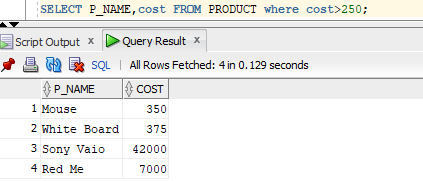 SELECT P_NAME,cost FROM PRODUCT where cost>250;
Script Output x Query Result x
SQL | All Rows Fetched: 4 in 0.129 seconds
P_NAME COST
1 Mouse 350
2 White Board 375
3 Sony Vaio 42000
4 Red Me 7000